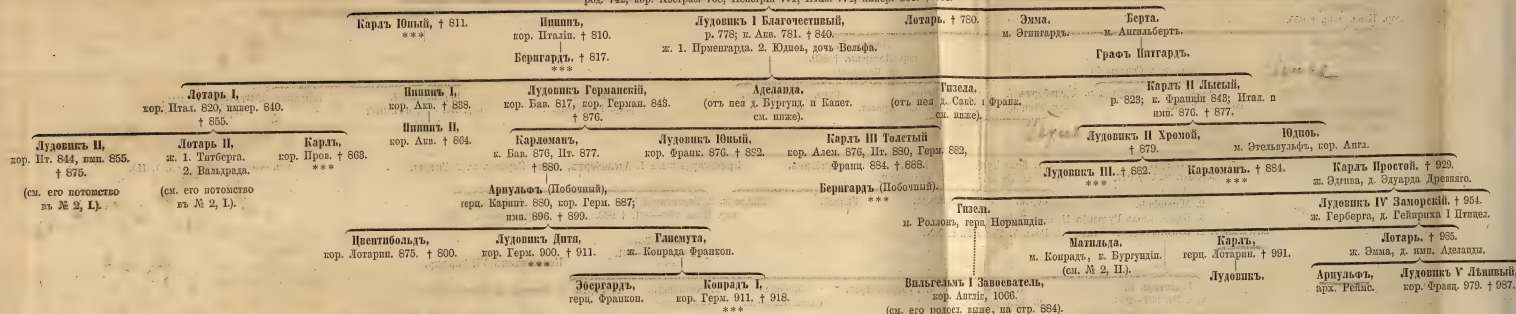 Карлъ Юный, † 811.
***
Пипинъ,
кор. Италін. † 810.
Бернгардъ. † 817.
***
Лудовикъ I Благочестивый,
р. 778; к. Акв. 781. † 840.
ж. 1. Ирменгарда. 2. Юдиѳь, дочь Вельфа.
Лотарь, † 780.
Эмма.
м. Эгингардъ.
Берта.
м. Ангильбертъ.
Графъ Нитгардъ.
Лотарь I,
кор. Итал. 820, импер. 840.
† 855.
Пипинъ I,
кор. Акв. † 838.
Пипинъ II,
кор. Акв. † 864.
Лудовикъ Германскій,
кор. Бав. 817, кор. Герман. 843.
† 876.
Аделаида.
(отъ нея д. Бургунд. и Капет.
см. ниже).
Гизела.
(отъ нея д. Сакс. и Франк.
см. ниже).
Карлъ II Лысый,
р. 823; к. Франціи 843; Итал. и
имп. 876. † 877.
Лудовикъ II,
кор. Ит. 844, имп. 855.
† 875.
(см. его потомство
въ № 2, I.).
Лотарь II,
ж. 1. Титберга.
2. Вальдрада.
(см. его потомство
въ № 2, I.).
Карлъ,
кор. Пров. † 863.
***
Карломанъ,
к. Бав. 876, Ит. 877.
† 880.
Лудовикъ Юный,
кор. Франк. 876. † 882.
Карлъ III Толстый
кор. Алем. 876, Ит. 880, Герм. 882,
Франц. 884. † 888.
Лудовикъ II Хромой,
† 879.
Юдиѳь.
м. Этельвульфъ, кор. Англ.
Арнульфъ (Побочный),
герц. Каринт. 880, кор. Герм. 887;
имп. 896. † 899.
Бернгардъ (Побочный).
***
Лудовикъ III. † 882.
***
Карломанъ. † 884.
***
Карлъ Простой. † 929.
ж. Эдгива, д. Эдуарда Древняго.
Гизела.
м. Роллонъ, герц. Нормандіи.
Лудовикъ IV Заморскій. † 954.
ж. Герберга, д. Гейнриха I Птицел.
Цвентибольдъ,
кор. Лотарин. 875. † 800.
Лудовикъ Дитя,
кор. Герм. 900. † 911.
***
Глисмута,
ж. Конрада Франкон.
Матильда,
м. Конрадъ, к. Бургундіи.
(см. № 2, II.).
Карлъ,
герц. Лотарин. † 991.
Лудовикъ.
Лотарь, † 985.
ж. Эмма, д. имп. Аделаиды.
Эбергардъ,
герц. Франкон.
Конрадъ I,
кор. Герм. 911. † 918.
***
Вильгельмъ I Завоеватель,
кор. Англіи, 1066.
(см. его родосл. выше, на стр. 884).
Арнульфъ,
арх. Реймс.
Лудовикъ V Лѣнивый,
кор. Франц. 979. † 987.